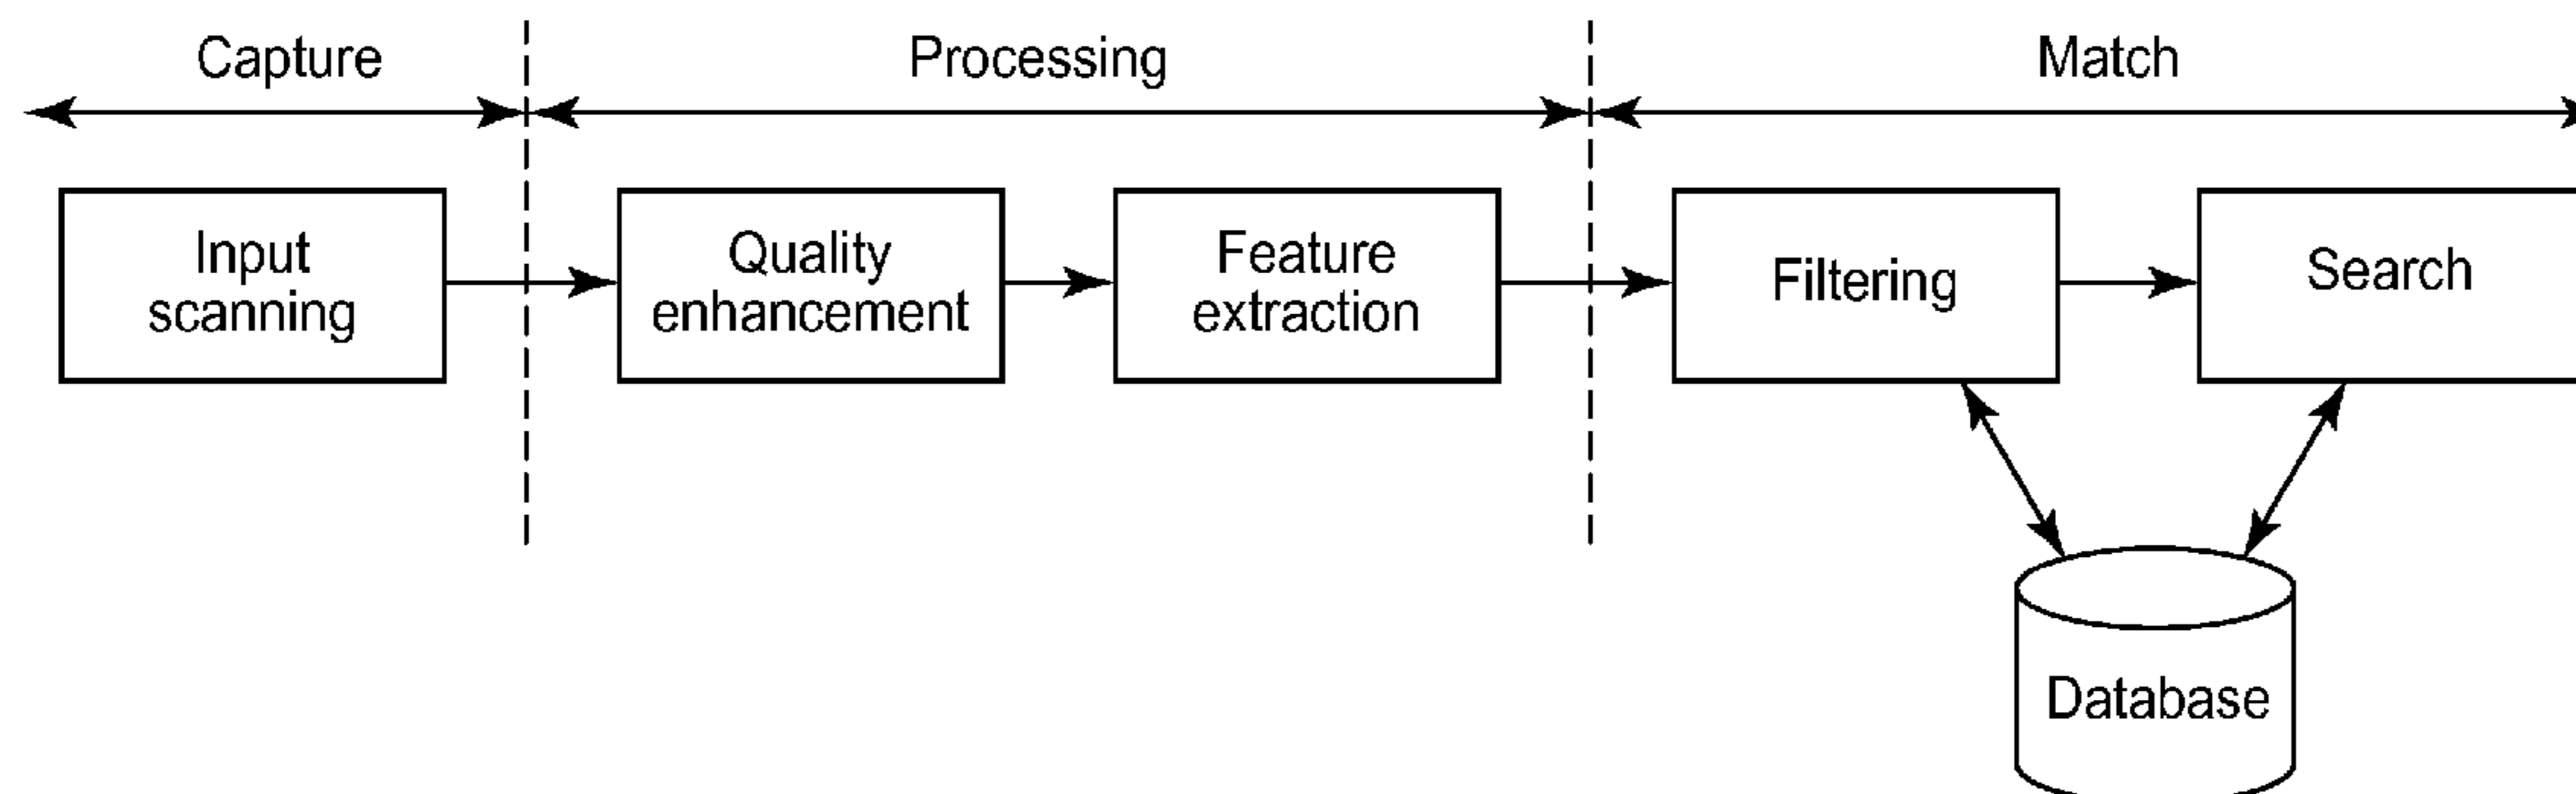 Capture
Processing
Match
Input
scanning
Quality
enhancement
Feature
extraction
Filtering
Search
Database